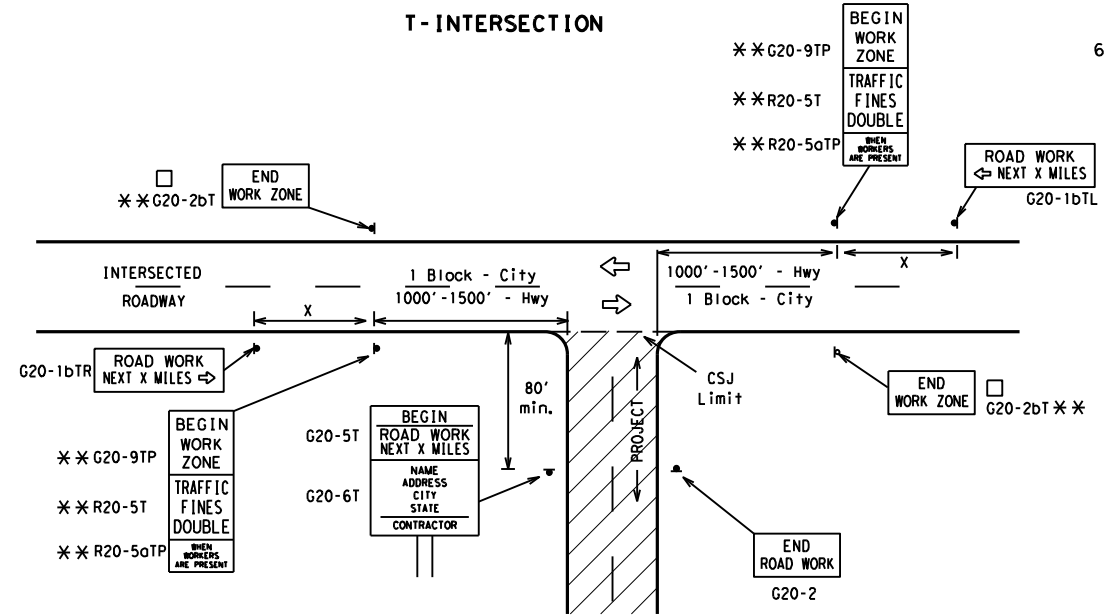 T-INTERSECTION
6
✱✱G20-9TP
BEGIN
WORK
ZONE
✱✱R20-5T
TRAFFIC
FINES
DOUBLE
✱✱R20-5aTP
WHEN
WORKERS
ARE PRESENT
ROAD WORK
⇦ NEXT X MILES
G20-1bTL
□
✱✱G20-2bT
END
WORK ZONE
INTERSECTED
ROADWAY
1 Block - City
1000'-1500' - Hwy
1000'-1500' - Hwy
1 Block - City
X
X
G20-1bTR
ROAD WORK
NEXT X MILES ⇨
80'
min.
CSJ
Limit
PROJECT
END
WORK ZONE
□
G20-2bT ✱✱
✱✱G20-9TP
BEGIN
WORK
ZONE
✱✱R20-5T
TRAFFIC
FINES
DOUBLE
✱✱R20-5aTP
WHEN
WORKERS
ARE PRESENT
G20-5T
BEGIN
ROAD WORK
NEXT X MILES
G20-6T
NAME
ADDRESS
CITY
STATE
CONTRACTOR
END
ROAD WORK
G20-2